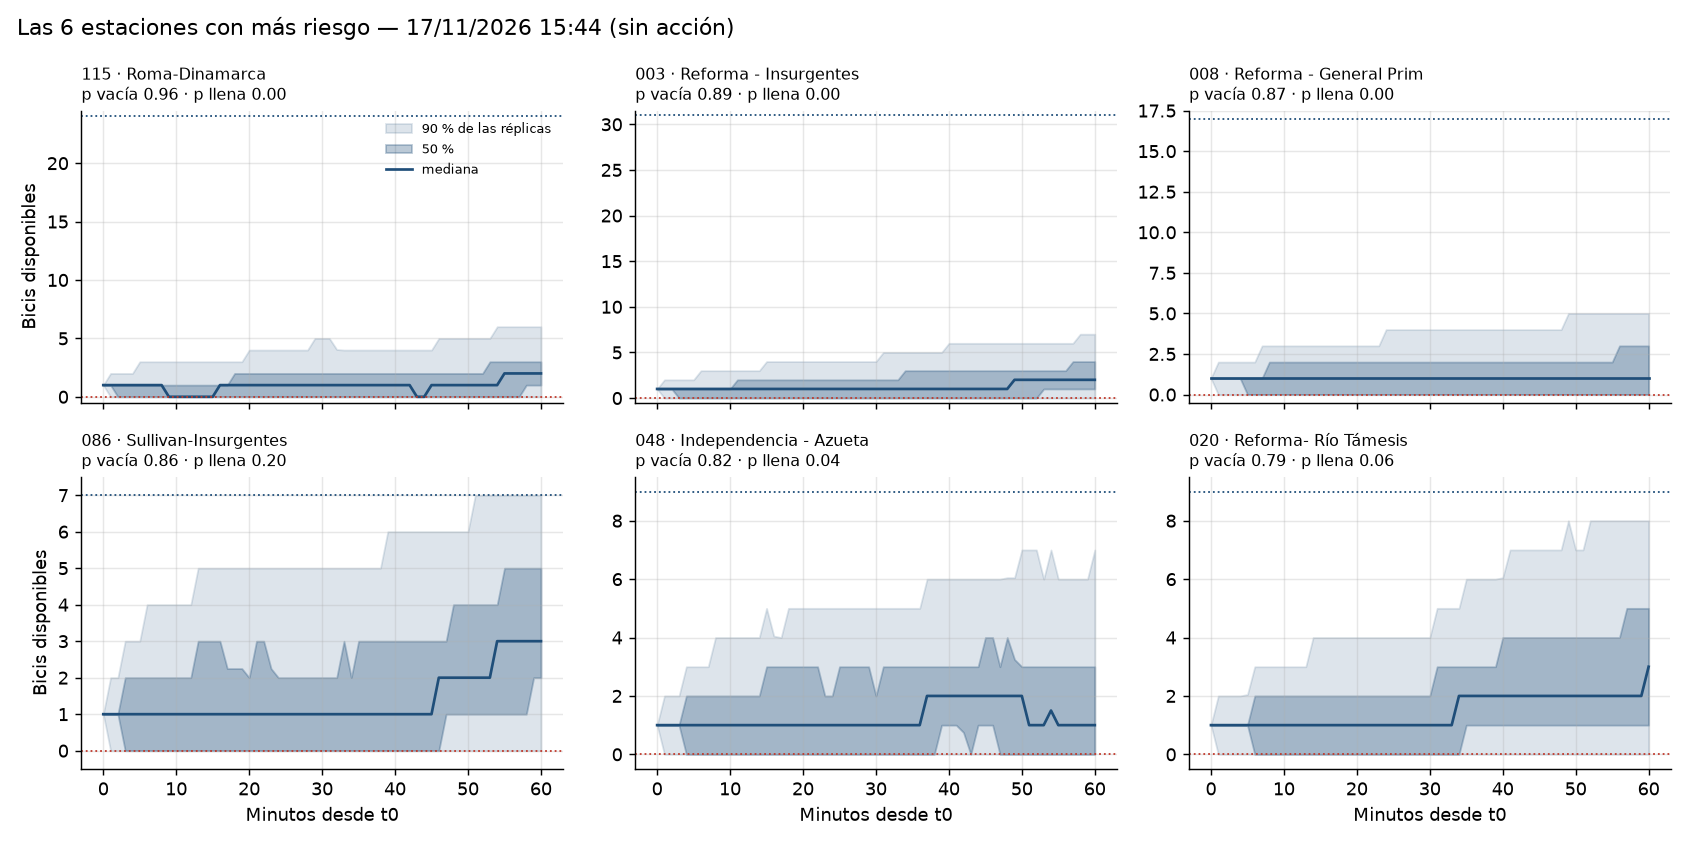 Las 6 estaciones con más riesgo — 17/11/2026 15:44 (sin acción)
115 · Roma-Dinamarca
p vacía 0.96 · p llena 0.00
90 % de las réplicas
50 %
mediana
Bicis disponibles
20
15
10
5
0
003 · Reforma - Insurgentes
p vacía 0.89 · p llena 0.00
30
25
20
15
10
5
0
008 · Reforma - General Prim
p vacía 0.87 · p llena 0.00
17.5
15.0
12.5
10.0
7.5
5.0
2.5
0.0
086 · Sullivan-Insurgentes
p vacía 0.86 · p llena 0.20
Bicis disponibles
7
6
5
4
3
2
1
0
0 10 20 30 40 50 60
Minutos desde t0
048 · Independencia - Azueta
p vacía 0.82 · p llena 0.04
8
6
4
2
0
0 10 20 30 40 50 60
Minutos desde t0
020 · Reforma- Río Támesis
p vacía 0.79 · p llena 0.06
8
6
4
2
0
0 10 20 30 40 50 60
Minutos desde t0